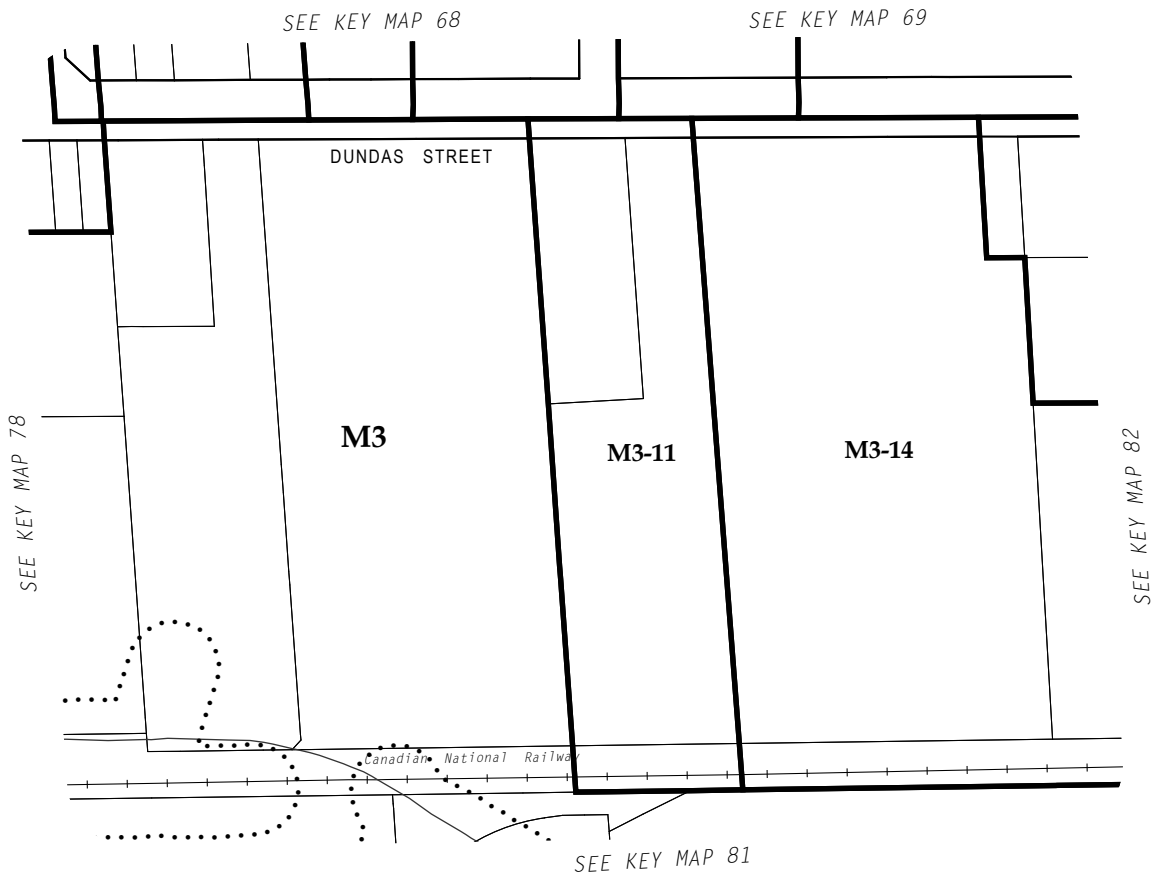 SEE KEY MAP 68
SEE KEY MAP 69
DUNDAS STREET
M3
M3-11
M3-14
SEE KEY MAP 78
SEE KEY MAP 82
Canadian National Railway
SEE KEY MAP 81